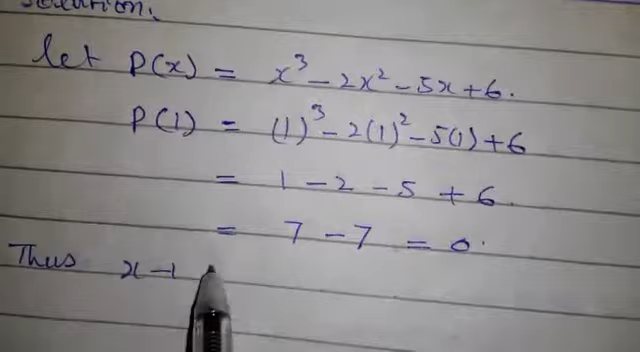 Solution.
let P(x) = x³ - 2x² - 5x + 6.
P(1) = (1)³ - 2(1)² - 5(1) + 6
= 1 - 2 - 5 + 6.
= 7 - 7 = 0.
Thus x - 1